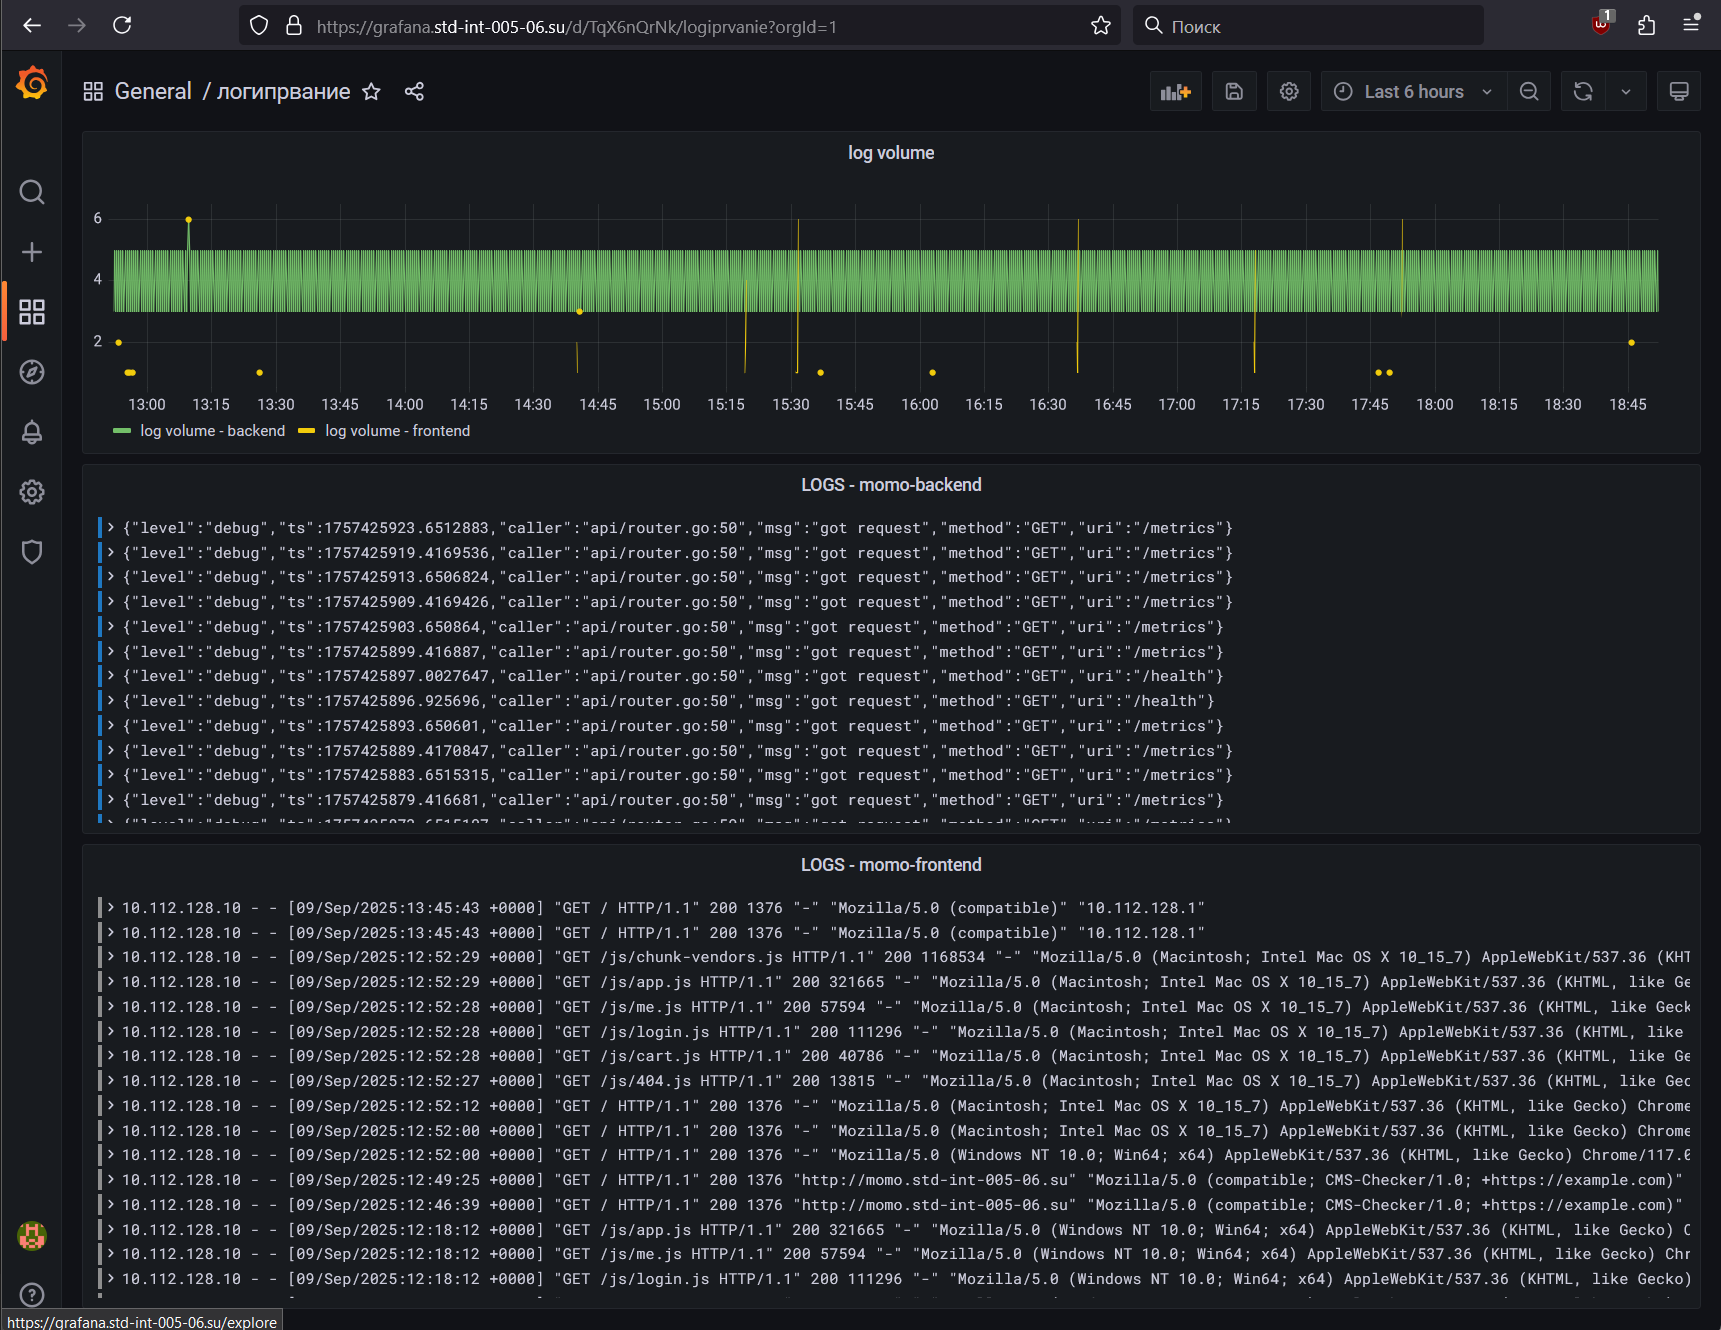 https://grafana.std-int-005-06.su/d/TqX6nQrNk/logiprvanie?orgId=1
Поиск
1
General / логипрвание
Last 6 hours
log volume
6
4
2
13:00 13:15 13:30 13:45 14:00 14:15 14:30 14:45 15:00 15:15 15:30 15:45 16:00 16:15 16:30 16:45 17:00 17:15 17:30 17:45 18:00 18:15 18:30 18:45
log volume - backend log volume - frontend
LOGS - momo-backend
{"level":"debug","ts":1757425923.6512883,"caller":"api/router.go:50","msg":"got request","method":"GET","uri":"/metrics"}
{"level":"debug","ts":1757425919.4169536,"caller":"api/router.go:50","msg":"got request","method":"GET","uri":"/metrics"}
{"level":"debug","ts":1757425913.6506824,"caller":"api/router.go:50","msg":"got request","method":"GET","uri":"/metrics"}
{"level":"debug","ts":1757425909.4169426,"caller":"api/router.go:50","msg":"got request","method":"GET","uri":"/metrics"}
{"level":"debug","ts":1757425903.650864,"caller":"api/router.go:50","msg":"got request","method":"GET","uri":"/metrics"}
{"level":"debug","ts":1757425899.416887,"caller":"api/router.go:50","msg":"got request","method":"GET","uri":"/metrics"}
{"level":"debug","ts":1757425897.0027647,"caller":"api/router.go:50","msg":"got request","method":"GET","uri":"/health"}
{"level":"debug","ts":1757425896.925696,"caller":"api/router.go:50","msg":"got request","method":"GET","uri":"/health"}
{"level":"debug","ts":1757425893.650601,"caller":"api/router.go:50","msg":"got request","method":"GET","uri":"/metrics"}
{"level":"debug","ts":1757425889.4170847,"caller":"api/router.go:50","msg":"got request","method":"GET","uri":"/metrics"}
{"level":"debug","ts":1757425883.6515315,"caller":"api/router.go:50","msg":"got request","method":"GET","uri":"/metrics"}
{"level":"debug","ts":1757425879.416681,"caller":"api/router.go:50","msg":"got request","method":"GET","uri":"/metrics"}
LOGS - momo-frontend
10.112.128.10 - - [09/Sep/2025:13:45:43 +0000] "GET / HTTP/1.1" 200 1376 "-" "Mozilla/5.0 (compatible)" "10.112.128.1"
10.112.128.10 - - [09/Sep/2025:13:45:43 +0000] "GET / HTTP/1.1" 200 1376 "-" "Mozilla/5.0 (compatible)" "10.112.128.1"
10.112.128.10 - - [09/Sep/2025:12:52:29 +0000] "GET /js/chunk-vendors.js HTTP/1.1" 200 1168534 "-" "Mozilla/5.0 (Macintosh; Intel Mac OS X 10_15_7) AppleWebKit/537.36 (KHT
10.112.128.10 - - [09/Sep/2025:12:52:29 +0000] "GET /js/app.js HTTP/1.1" 200 321665 "-" "Mozilla/5.0 (Macintosh; Intel Mac OS X 10_15_7) AppleWebKit/537.36 (KHTML, like Ge
10.112.128.10 - - [09/Sep/2025:12:52:28 +0000] "GET /js/me.js HTTP/1.1" 200 57594 "-" "Mozilla/5.0 (Macintosh; Intel Mac OS X 10_15_7) AppleWebKit/537.36 (KHTML, like Geck
10.112.128.10 - - [09/Sep/2025:12:52:28 +0000] "GET /js/login.js HTTP/1.1" 200 111296 "-" "Mozilla/5.0 (Macintosh; Intel Mac OS X 10_15_7) AppleWebKit/537.36 (KHTML, like
10.112.128.10 - - [09/Sep/2025:12:52:28 +0000] "GET /js/cart.js HTTP/1.1" 200 40786 "-" "Mozilla/5.0 (Macintosh; Intel Mac OS X 10_15_7) AppleWebKit/537.36 (KHTML, like Ge
10.112.128.10 - - [09/Sep/2025:12:52:27 +0000] "GET /js/404.js HTTP/1.1" 200 13815 "-" "Mozilla/5.0 (Macintosh; Intel Mac OS X 10_15_7) AppleWebKit/537.36 (KHTML, like Gec
10.112.128.10 - - [09/Sep/2025:12:52:12 +0000] "GET / HTTP/1.1" 200 1376 "-" "Mozilla/5.0 (Macintosh; Intel Mac OS X 10_15_7) AppleWebKit/537.36 (KHTML, like Gecko) Chrome
10.112.128.10 - - [09/Sep/2025:12:52:00 +0000] "GET / HTTP/1.1" 200 1376 "-" "Mozilla/5.0 (Macintosh; Intel Mac OS X 10_15_7) AppleWebKit/537.36 (KHTML, like Gecko) Chrome
10.112.128.10 - - [09/Sep/2025:12:52:00 +0000] "GET / HTTP/1.1" 200 1376 "-" "Mozilla/5.0 (Windows NT 10.0; Win64; x64) AppleWebKit/537.36 (KHTML, like Gecko) Chrome/117.0
10.112.128.10 - - [09/Sep/2025:12:49:25 +0000] "GET / HTTP/1.1" 200 1376 "http://momo.std-int-005-06.su" "Mozilla/5.0 (compatible; CMS-Checker/1.0; +https://example.com)"
10.112.128.10 - - [09/Sep/2025:12:46:39 +0000] "GET / HTTP/1.1" 200 1376 "http://momo.std-int-005-06.su" "Mozilla/5.0 (compatible; CMS-Checker/1.0; +https://example.com)"
10.112.128.10 - - [09/Sep/2025:12:18:12 +0000] "GET /js/app.js HTTP/1.1" 200 321665 "-" "Mozilla/5.0 (Windows NT 10.0; Win64; x64) AppleWebKit/537.36 (KHTML, like Gecko) C
10.112.128.10 - - [09/Sep/2025:12:18:12 +0000] "GET /js/me.js HTTP/1.1" 200 57594 "-" "Mozilla/5.0 (Windows NT 10.0; Win64; x64) AppleWebKit/537.36 (KHTML, like Gecko) Chr
10.112.128.10 - - [09/Sep/2025:12:18:12 +0000] "GET /js/login.js HTTP/1.1" 200 111296 "-" "Mozilla/5.0 (Windows NT 10.0; Win64; x64) AppleWebKit/537.36 (KHTML, like Gecko)
https://grafana.std-int-005-06.su/explore